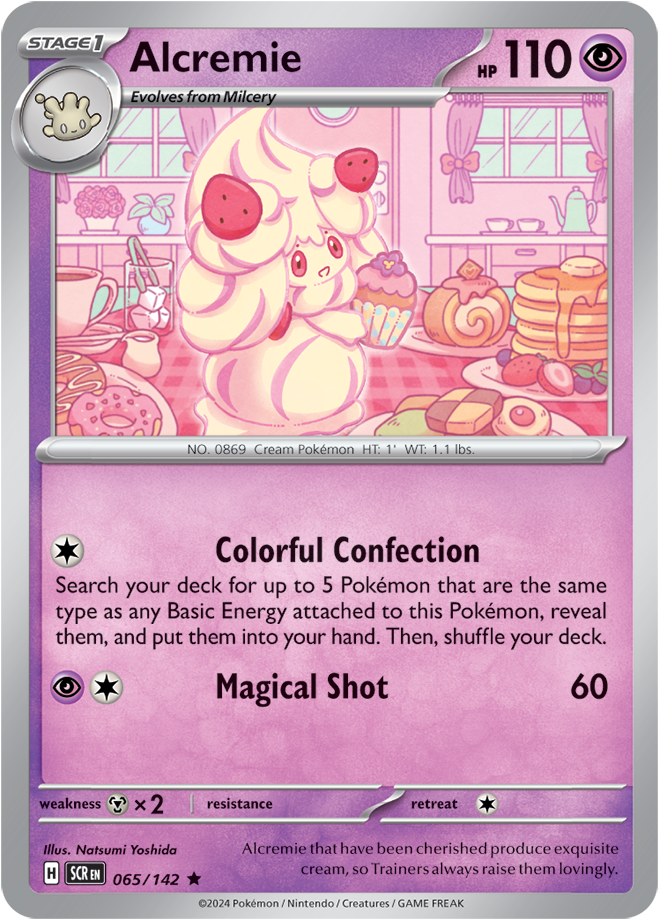 STAGE1
Alcremie
HP 110
Evolves from Milcery
NO. 0869 Cream Pokémon HT: 1' WT: 1.1 lbs.
Colorful Confection
Search your deck for up to 5 Pokémon that are the same
type as any Basic Energy attached to this Pokémon, reveal
them, and put them into your hand. Then, shuffle your deck.
Magical Shot 60
weakness ×2 resistance retreat
Illus. Natsumi Yoshida
H SCR EN 065/142 ★
Alcremie that have been cherished produce exquisite
cream, so Trainers always raise them lovingly.
©2024 Pokémon / Nintendo / Creatures / GAME FREAK